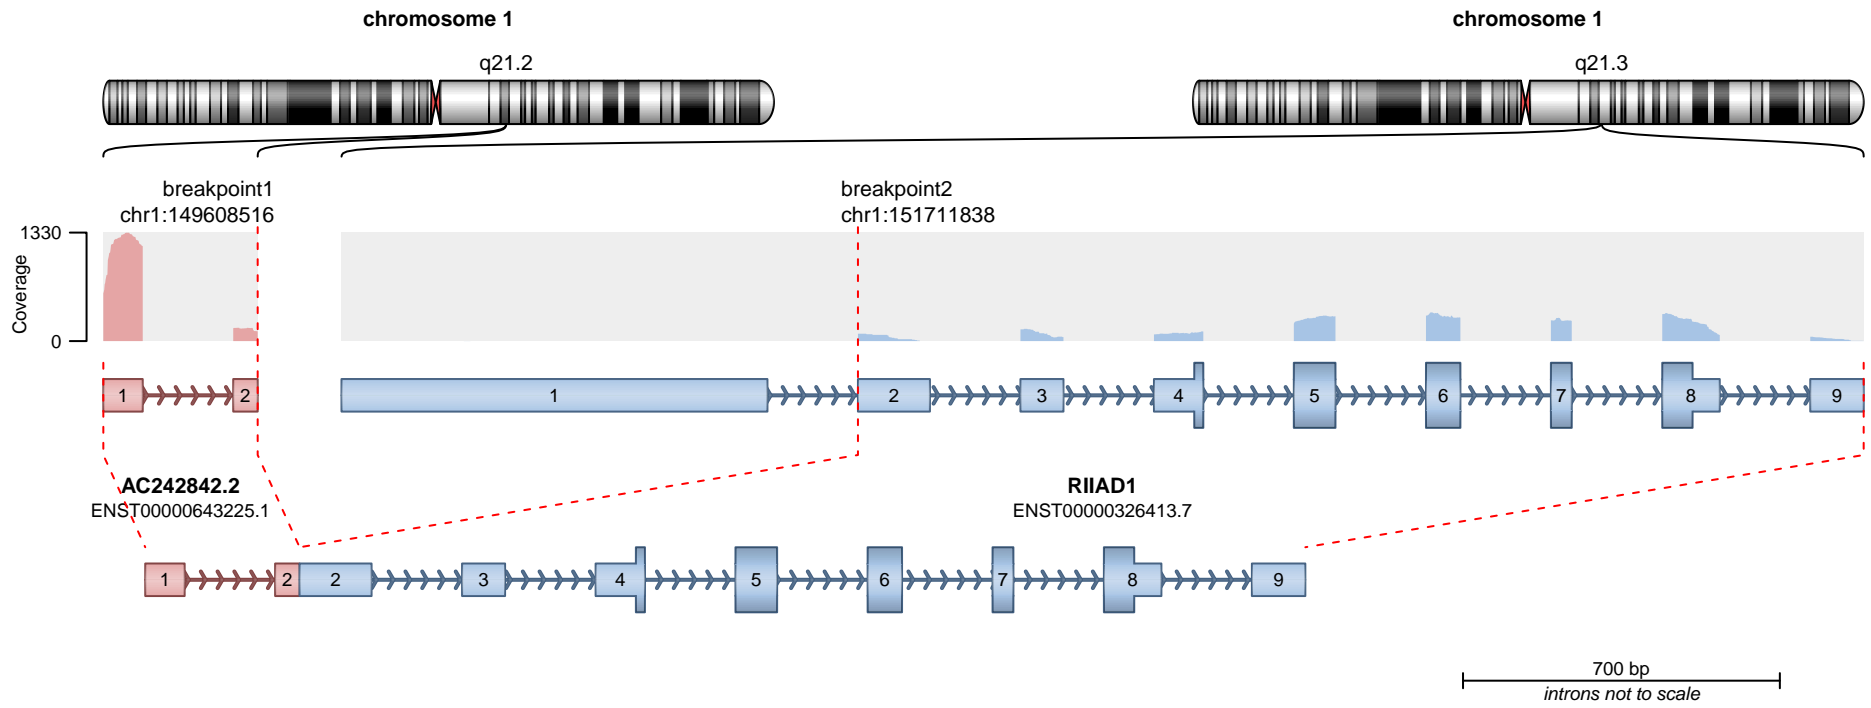 chromosome 1
chromosome 1
q21.2
q21.3
breakpoint1
chr1:149608516
breakpoint2
chr1:151711838
1330
Coverage
0
1 2 1 2 3 4 5 6 7 8 9
AC242842.2
ENST00000643225.1
RIIAD1
ENST00000326413.7
1 2 2 3 4 5 6 7 8 9
700 bp
introns not to scale